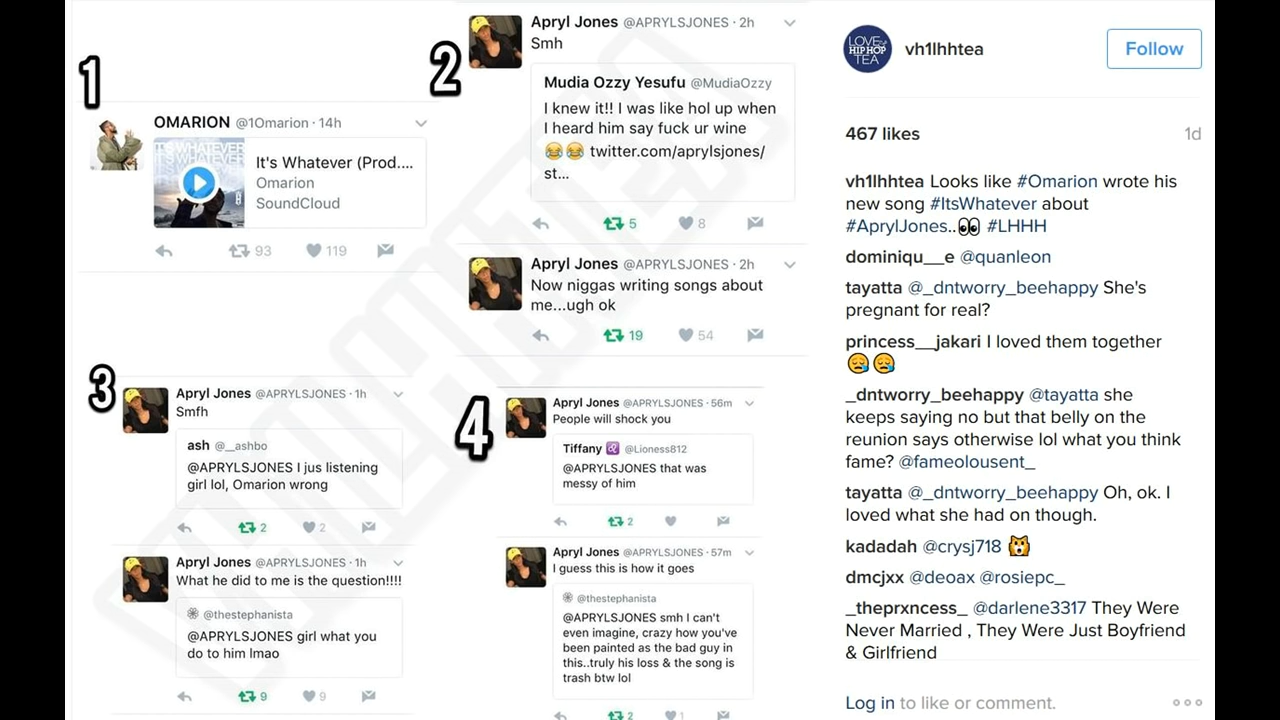 1
OMARION @1Omarion · 14h
IT'S WHATEVER
It's Whatever (Prod....
Omarion
SoundCloud
93 119
2
Apryl Jones @APRYLSJONES · 2h
Smh
Mudia Ozzy Yesufu @MudiaOzzy
I knew it!! I was like hol up when
I heard him say fuck ur wine
😂😂 twitter.com/aprylsjones/
st...
5 8
Apryl Jones @APRYLSJONES · 2h
Now niggas writing songs about
me...ugh ok
19 54
3
Apryl Jones @APRYLSJONES · 1h
Smfh
ash @__ashbo
@APRYLSJONES I jus listening
girl lol, Omarion wrong
2 2
Apryl Jones @APRYLSJONES · 1h
What he did to me is the question!!!!
@thestephanista
@APRYLSJONES girl what you
do to him lmao
9 9
4
Apryl Jones @APRYLSJONES · 56m
People will shock you
Tiffany ♌ @Lioness812
@APRYLSJONES that was
messy of him
2
Apryl Jones @APRYLSJONES · 57m
I guess this is how it goes
@thestephanista
@APRYLSJONES smh I can't
even imagine, crazy how you've
been painted as the bad guy in
this..truly his loss & the song is
trash btw lol
2 1
LOVE & HIP HOP TEA
vh1lhhtea
Follow
467 likes 1d
vh1lhhtea Looks like #Omarion wrote his
new song #ItsWhatever about
#AprylJones..👀 #LHHH
dominiqu__e @quanleon
tayatta @_dntworry_beehappy She's
pregnant for real?
princess__jakari I loved them together
😥😥
_dntworry_beehappy @tayatta she
keeps saying no but that belly on the
reunion says otherwise lol what you think
fame? @fameolousent_
tayatta @_dntworry_beehappy Oh, ok. I
loved what she had on though.
kadadah @crysj718 🙀
dmcjxx @deoax @rosiepc_
_theprxncess_ @darlene3317 They Were
Never Married , They Were Just Boyfriend
& Girlfriend
Log in to like or comment.